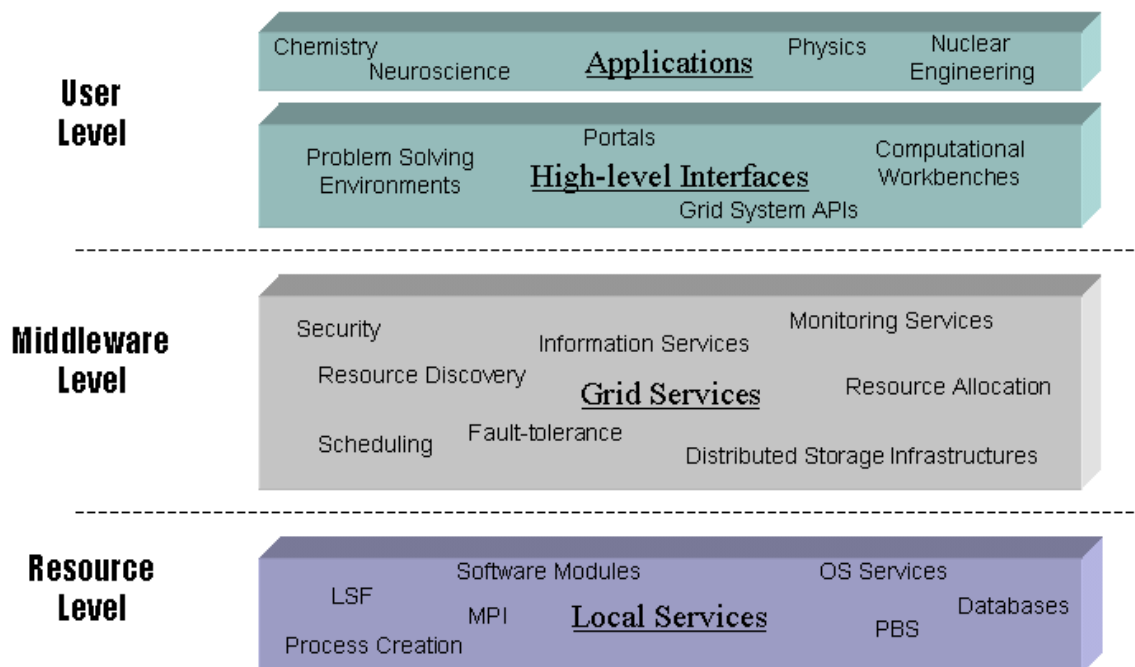 User
Level
Chemistry
Neuroscience
Applications
Physics
Nuclear
Engineering
Problem Solving
Environments
Portals
High-level Interfaces
Grid System APIs
Computational
Workbenches
Middleware
Level
Security
Information Services
Monitoring Services
Resource Discovery
Grid Services
Resource Allocation
Scheduling
Fault-tolerance
Distributed Storage Infrastructures
Resource
Level
LSF
Software Modules
OS Services
MPI
Local Services
PBS
Databases
Process Creation